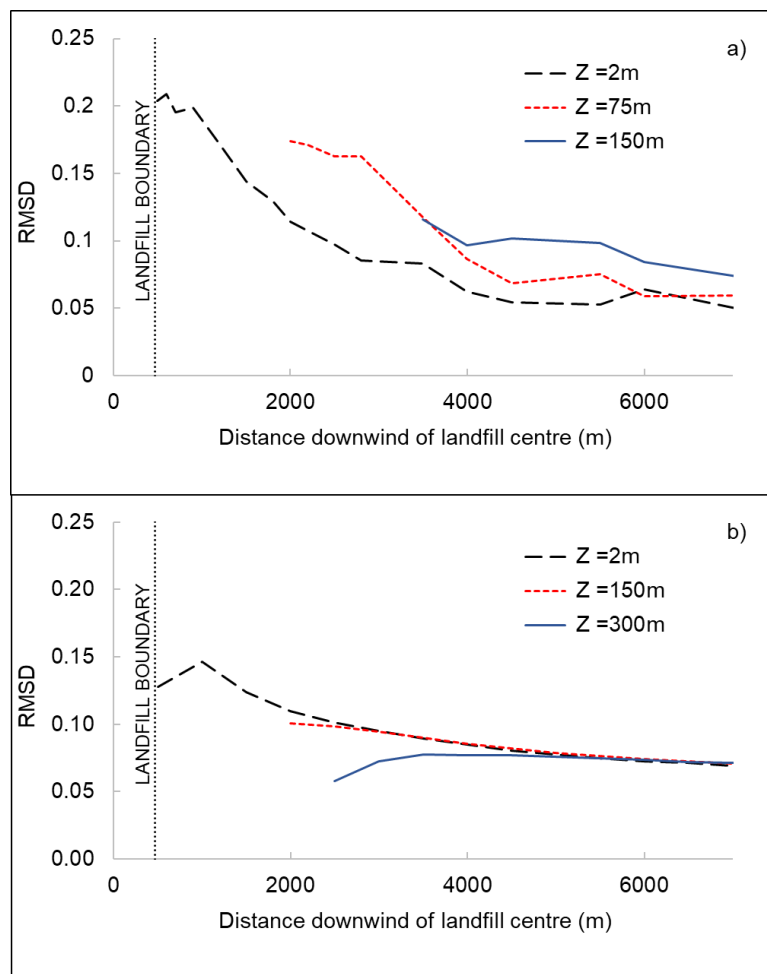 0.25
a)
Z =2m
0.2
Z =75m
Z =150m
0.15
RMSD
LANDFILL BOUNDARY
0.1
0.05
0
0
2000
4000
6000
Distance downwind of landfill centre (m)
0.25
b)
Z =2m
0.20
Z =150m
Z =300m
0.15
RMSD
LANDFILL BOUNDARY
0.10
0.05
0.00
0
2000
4000
6000
Distance downwind of landfill centre (m)